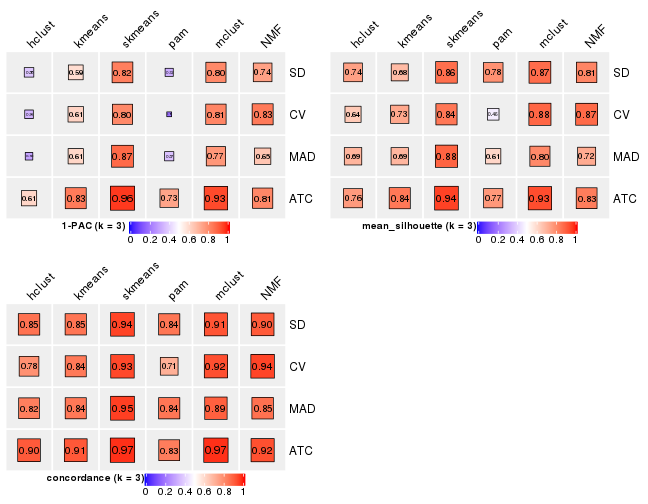 hclust kmeans skmeans pam mclust NMF
0.59 0.82 0.80 0.74 SD
0.61 0.80 0.81 0.83 CV
0.61 0.87 0.77 0.65 MAD
0.61 0.83 0.96 0.73 0.93 0.81 ATC
1-PAC (k = 3)
0 0.2 0.4 0.6 0.8 1
hclust kmeans skmeans pam mclust NMF
0.74 0.68 0.86 0.78 0.87 0.81 SD
0.64 0.73 0.84 0.88 0.87 CV
0.69 0.69 0.88 0.61 0.80 0.72 MAD
0.76 0.84 0.94 0.77 0.93 0.83 ATC
mean_silhouette (k = 3)
0 0.2 0.4 0.6 0.8 1
hclust kmeans skmeans pam mclust NMF
0.85 0.85 0.94 0.84 0.91 0.90 SD
0.78 0.84 0.93 0.71 0.92 0.94 CV
0.82 0.84 0.95 0.84 0.89 0.85 MAD
0.90 0.91 0.97 0.83 0.97 0.92 ATC
concordance (k = 3)
0 0.2 0.4 0.6 0.8 1